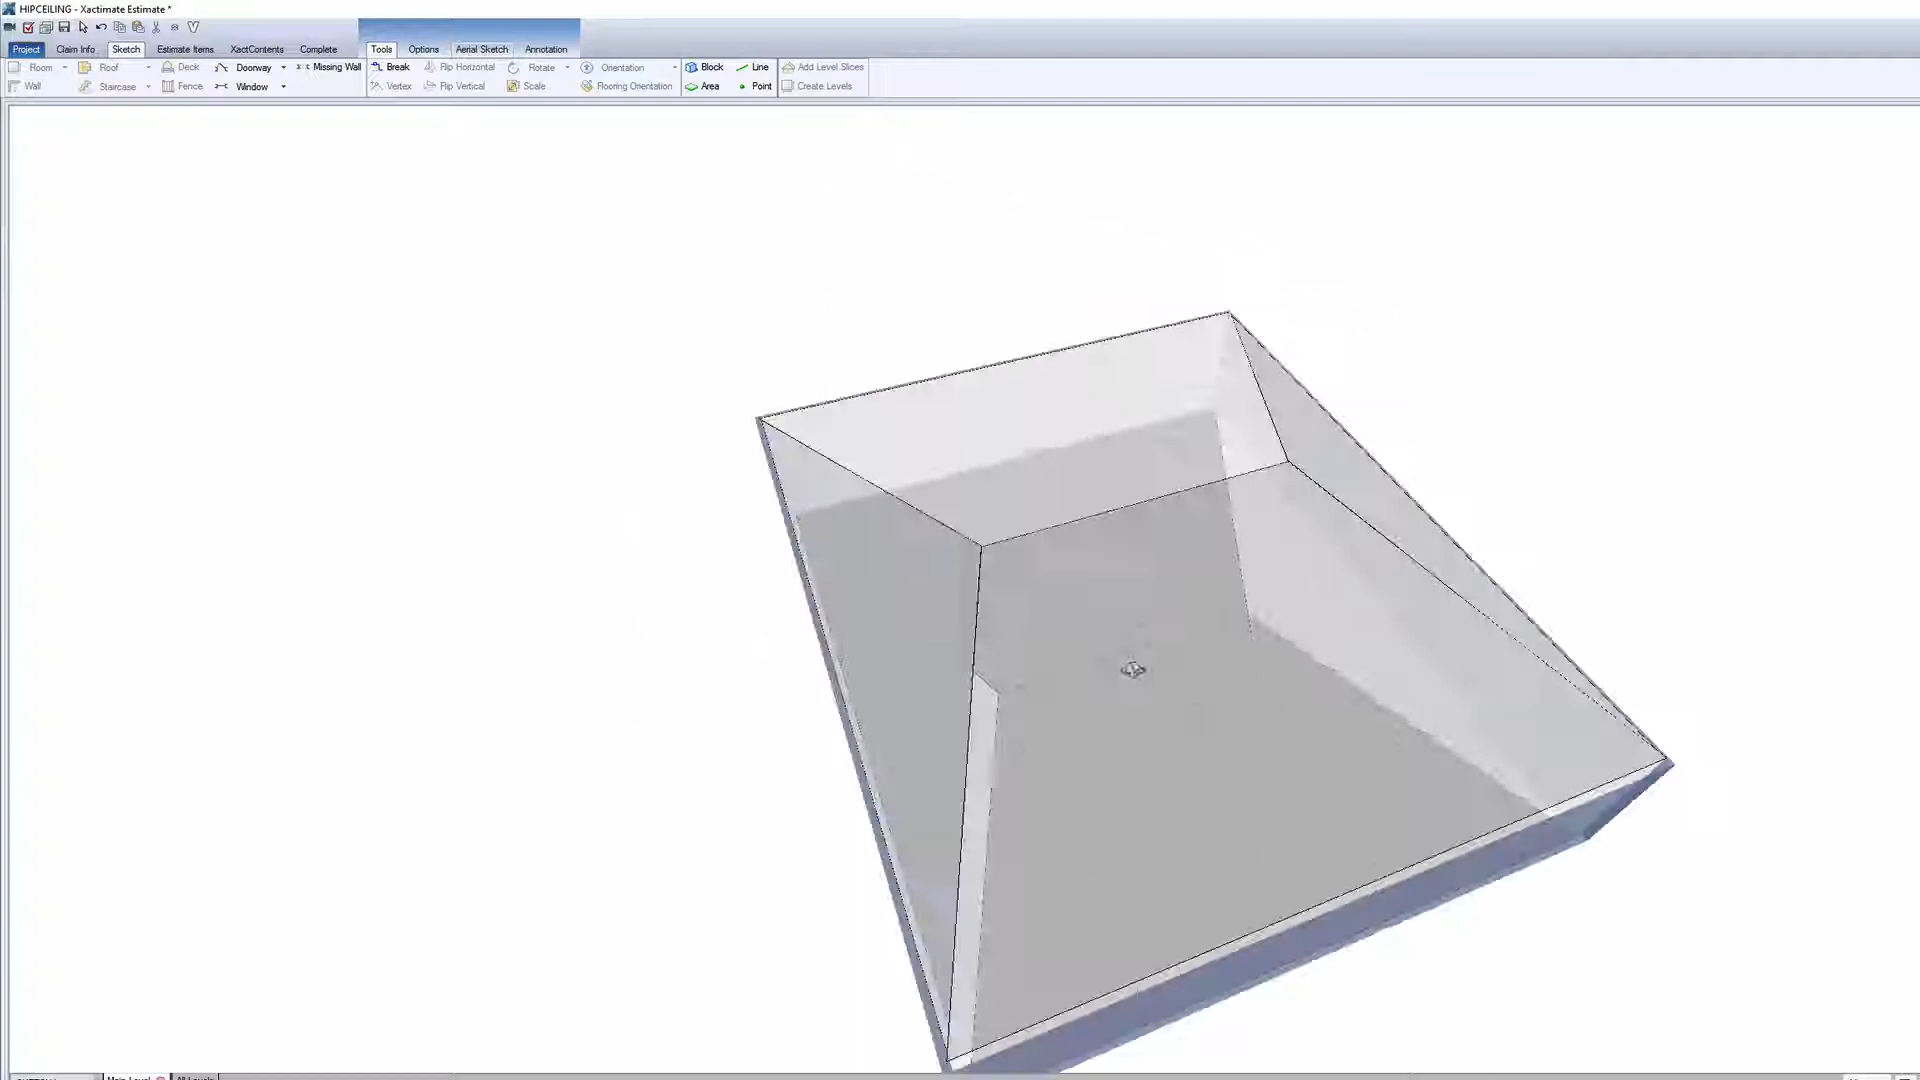 HIPCEILING - Xactimate Estimate *
Project Claim Info Sketch Estimate Items XactContents Complete Tools Options Aerial Sketch Annotation
Room Roof Deck Doorway Missing Wall Break Flip Horizontal Rotate Orientation Block Line Add Level Slices
Wall Staircase Fence Window Vertex Flip Vertical Scale Flooring Orientation Area Point Create Levels
Main Level All Levels